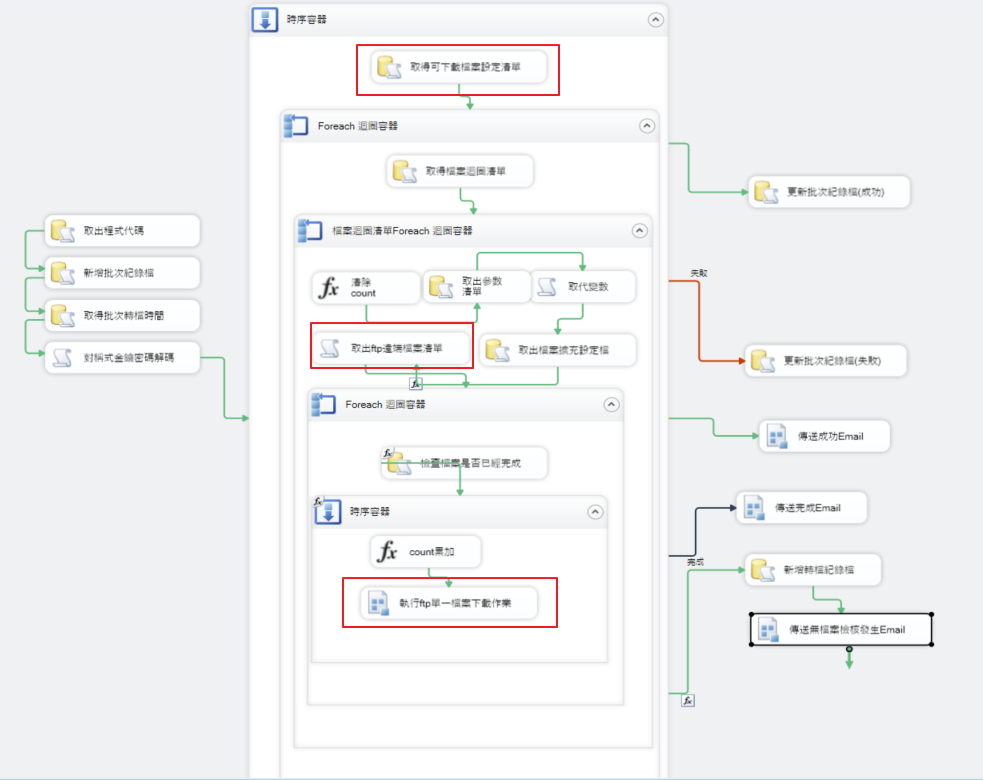 時序容器
取得可下載檔案設定清單
Foreach 迴圈容器
取得檔案迴圈清單
檔案迴圈清單Foreach 迴圈容器
清除
count
取出參數
清單
取代變數
取出ftp遠端檔案清單
取出檔案擴充設定檔
fx
Foreach 迴圈容器
fx
檢查檔案是否已經完成
fx
時序容器
fx
count累加
執行ftp單一檔案下載作業
取出程式代碼
新增批次紀錄檔
取得批次轉檔時間
對稱式金鑰密碼解碼
更新批次紀錄檔(成功)
失敗
更新批次紀錄檔(失敗)
傳送成功Email
傳送完成Email
完成
新增轉檔紀錄檔
傳送無檔案檢核發生Email
fx